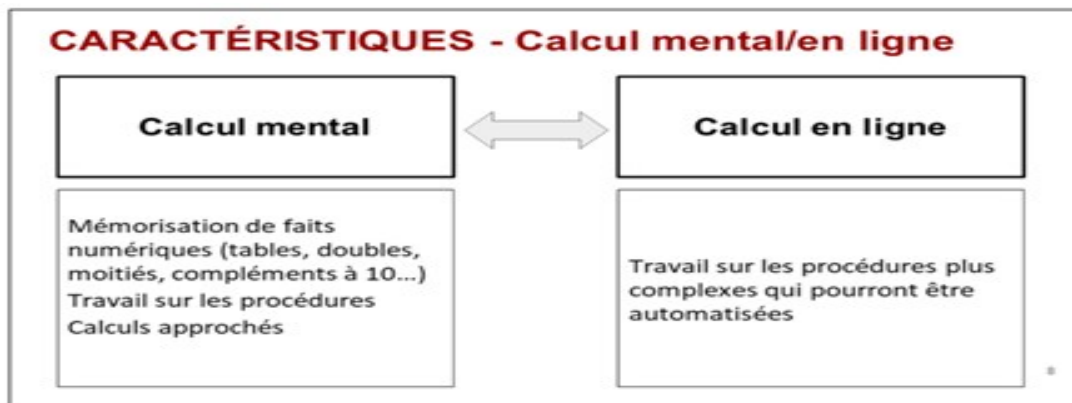 CARACTÉRISTIQUES - Calcul mental/en ligne
Calcul mental
Calcul en ligne
Mémorisation de faits
numériques (tables, doubles,
moitiés, compléments à 10...)
Travail sur les procédures
Calculs approchés
Travail sur les procédures plus
complexes qui pourront être
automatisées
8